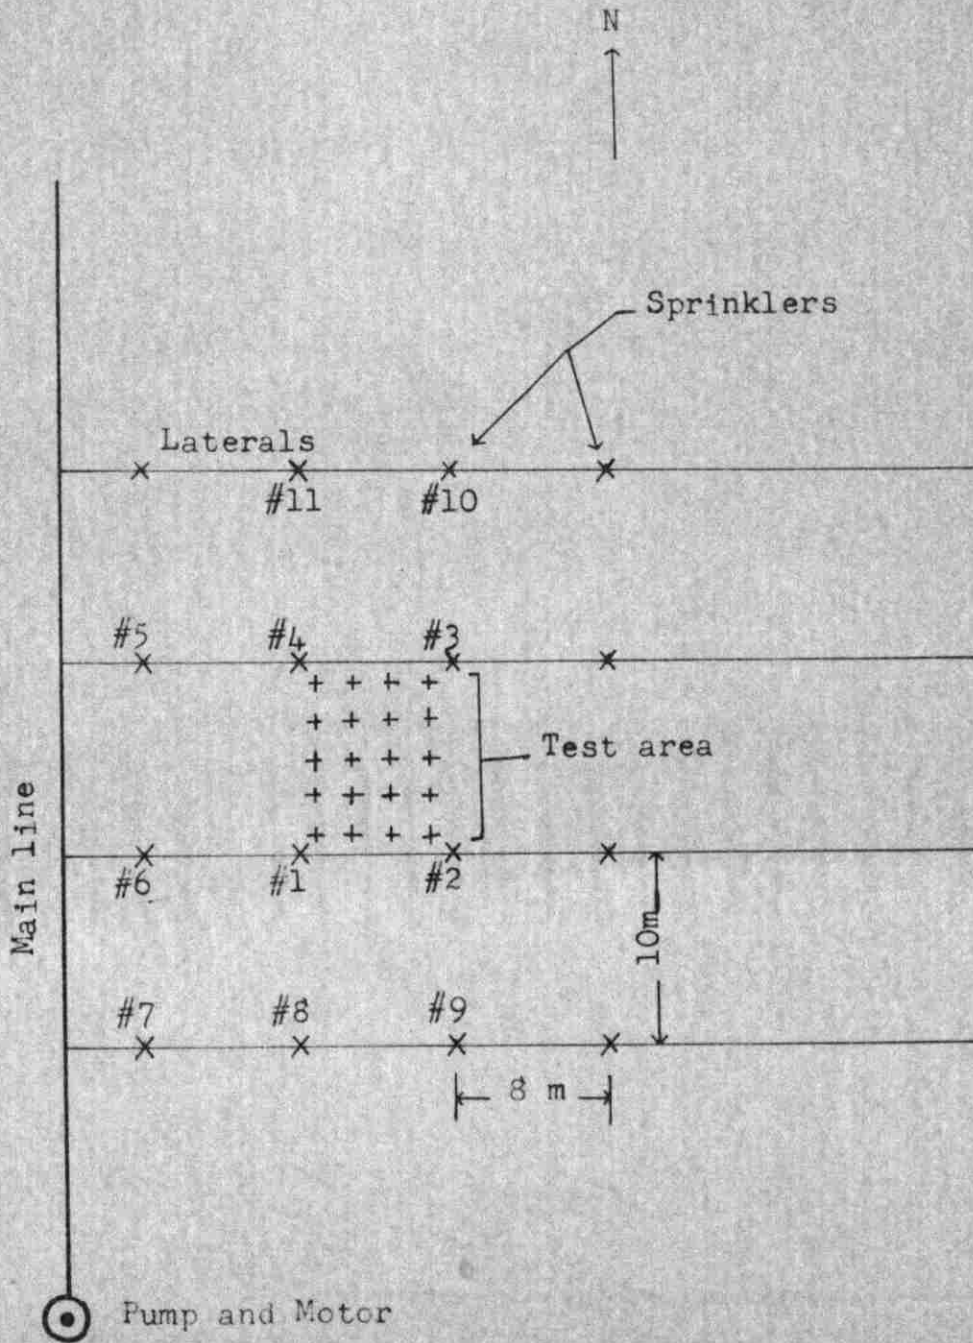 N
Sprinklers
Laterals
#11 #10
#5 #4 #3
Test area
Main line
#6 #1 #2
10m
#7 #8 #9
8 m
Pump and Motor